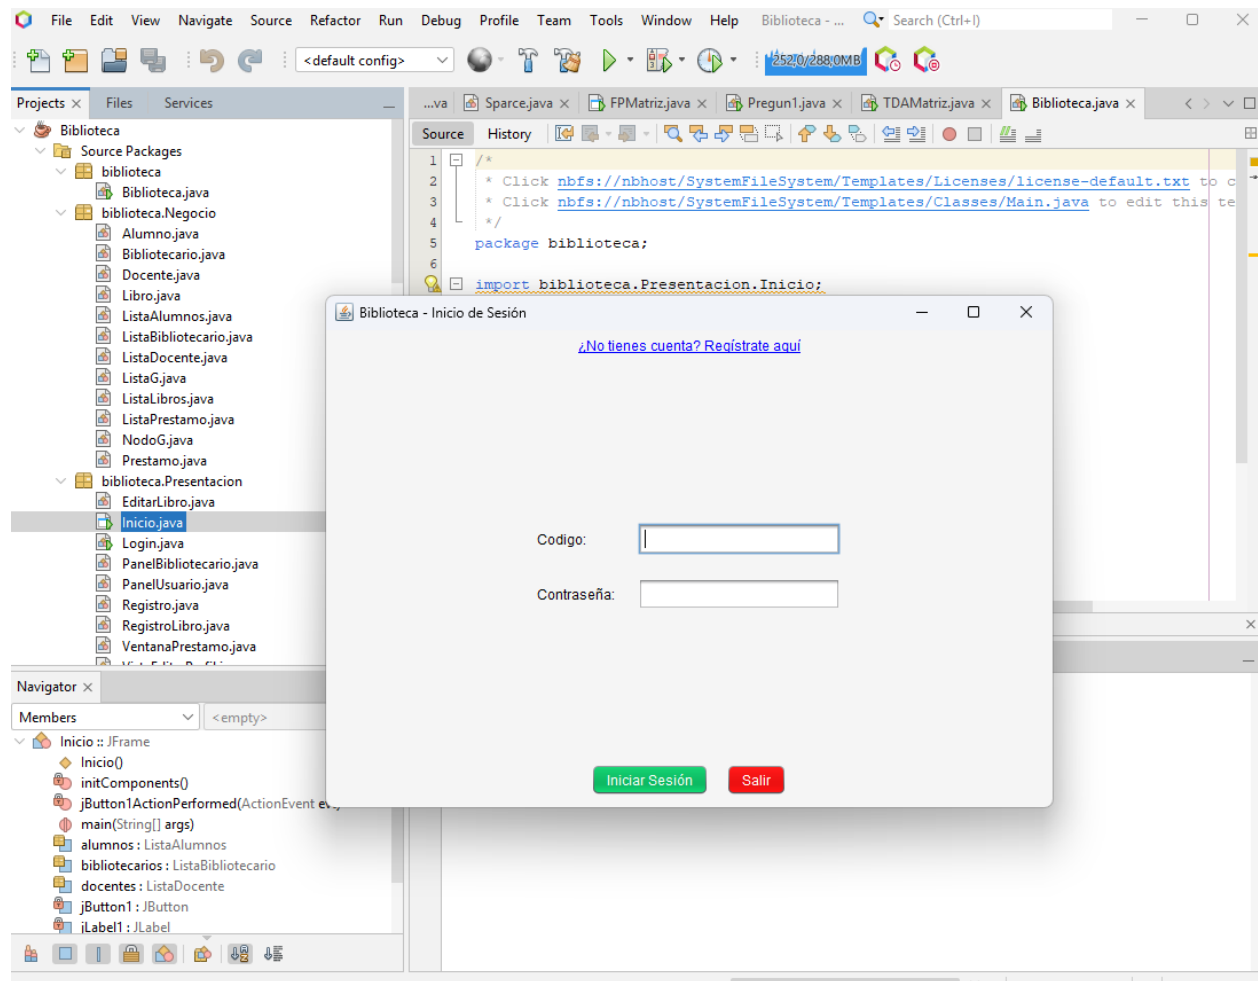 File Edit View Navigate Source Refactor Run Debug Profile Team Tools Window Help Biblioteca - ... Search (Ctrl+I)
<default config> 252,0/288,0MB
Projects Files Services
...va Sparce.java FPMatriz.java Pregun1.java TDAMatriz.java Biblioteca.java
Source History
Biblioteca
Source Packages
biblioteca
Biblioteca.java
biblioteca.Negocio
Alumno.java
Bibliotecario.java
Docente.java
Libro.java
ListaAlumnos.java
ListaBibliotecario.java
ListaDocente.java
ListaG.java
ListaLibros.java
ListaPrestamo.java
NodoG.java
Prestamo.java
biblioteca.Presentacion
EditarLibro.java
Inicio.java
Login.java
PanelBibliotecario.java
PanelUsuario.java
Registro.java
RegistroLibro.java
VentanaPrestamo.java
1 /*
2 * Click nbfs://nbhost/SystemFileSystem/Templates/Licenses/license-default.txt to c
3 * Click nbfs://nbhost/SystemFileSystem/Templates/Classes/Main.java to edit this te
4 */
5 package biblioteca;
6
import biblioteca.Presentacion.Inicio;
Biblioteca - Inicio de Sesión
¿No tienes cuenta? Regístrate aquí
Codigo:
Contraseña:
Iniciar Sesión Salir
Navigator
Members <empty>
Inicio :: JFrame
Inicio()
initComponents()
jButton1ActionPerformed(ActionEvent evt)
main(String[] args)
alumnos : ListaAlumnos
bibliotecarios : ListaBibliotecario
docentes : ListaDocente
jButton1 : JButton
jLabel1 : JLabel